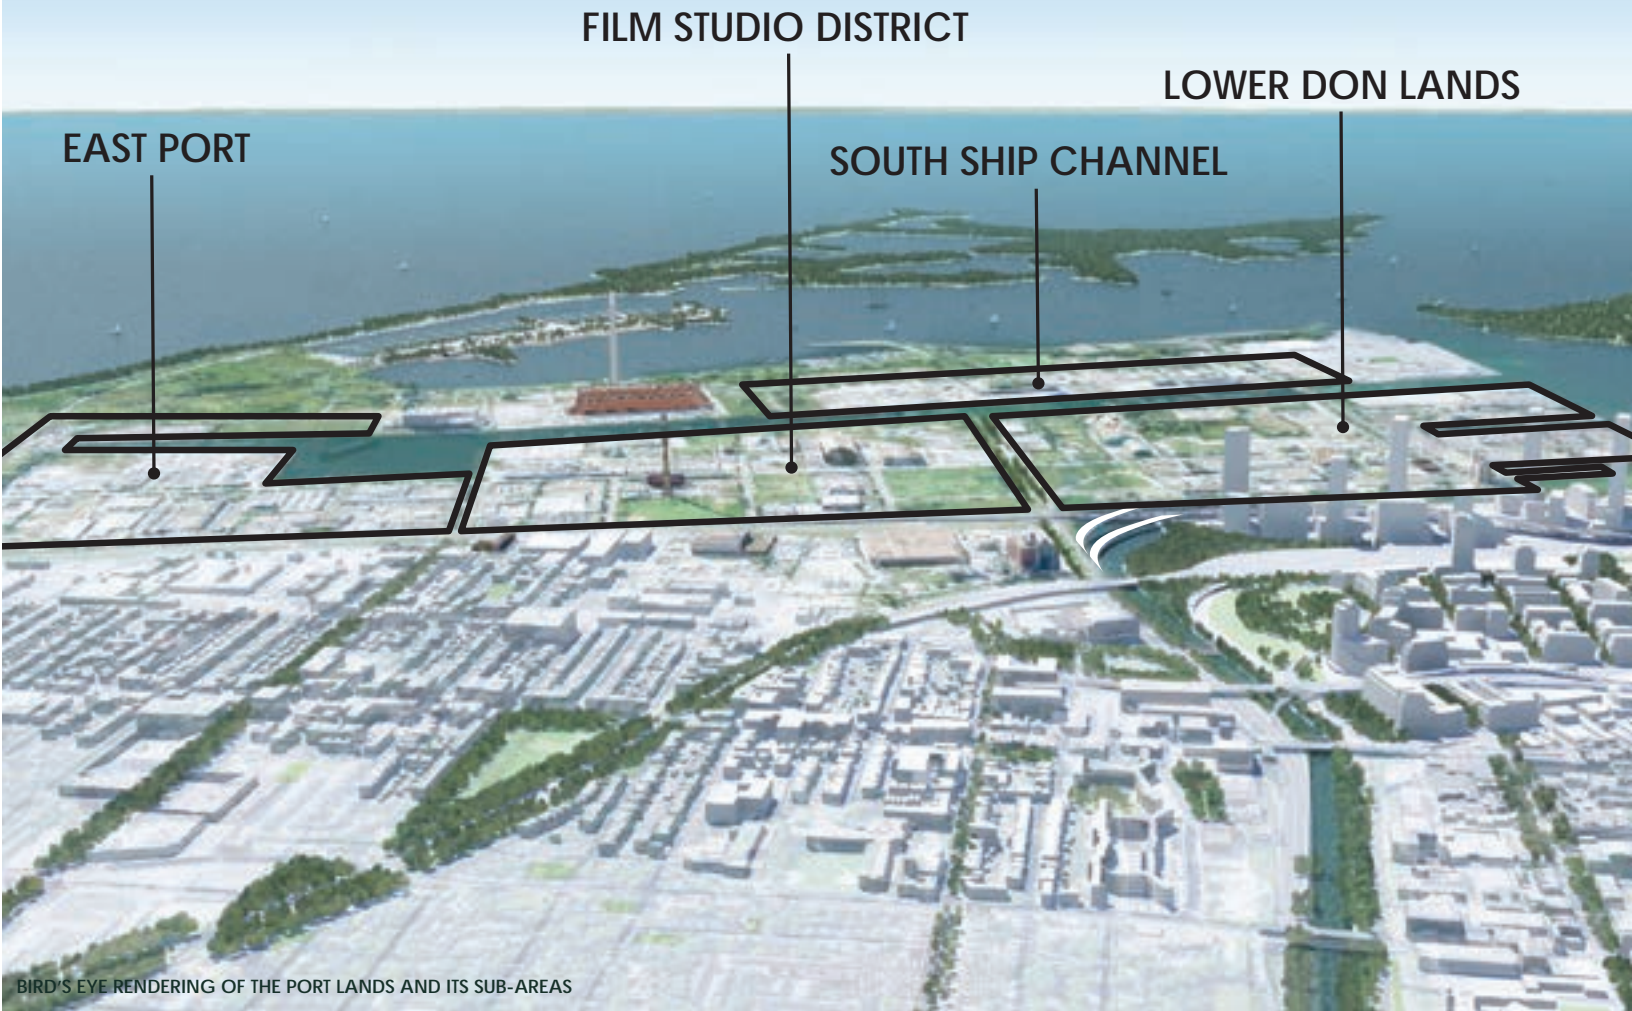 FILM STUDIO DISTRICT
LOWER DON LANDS
EAST PORT
SOUTH SHIP CHANNEL
BIRD'S EYE RENDERING OF THE PORT LANDS AND ITS SUB-AREAS